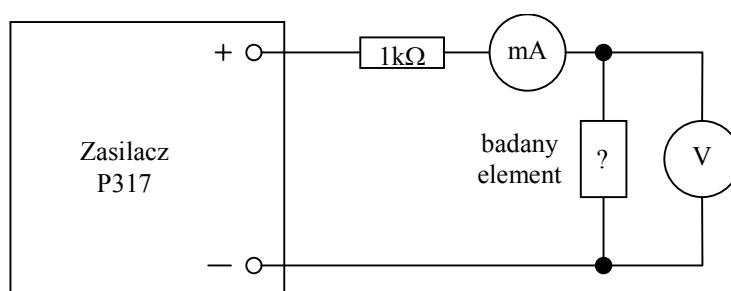 +
1kΩ
mA
Zasilacz
P317
badany
element
?
V
−